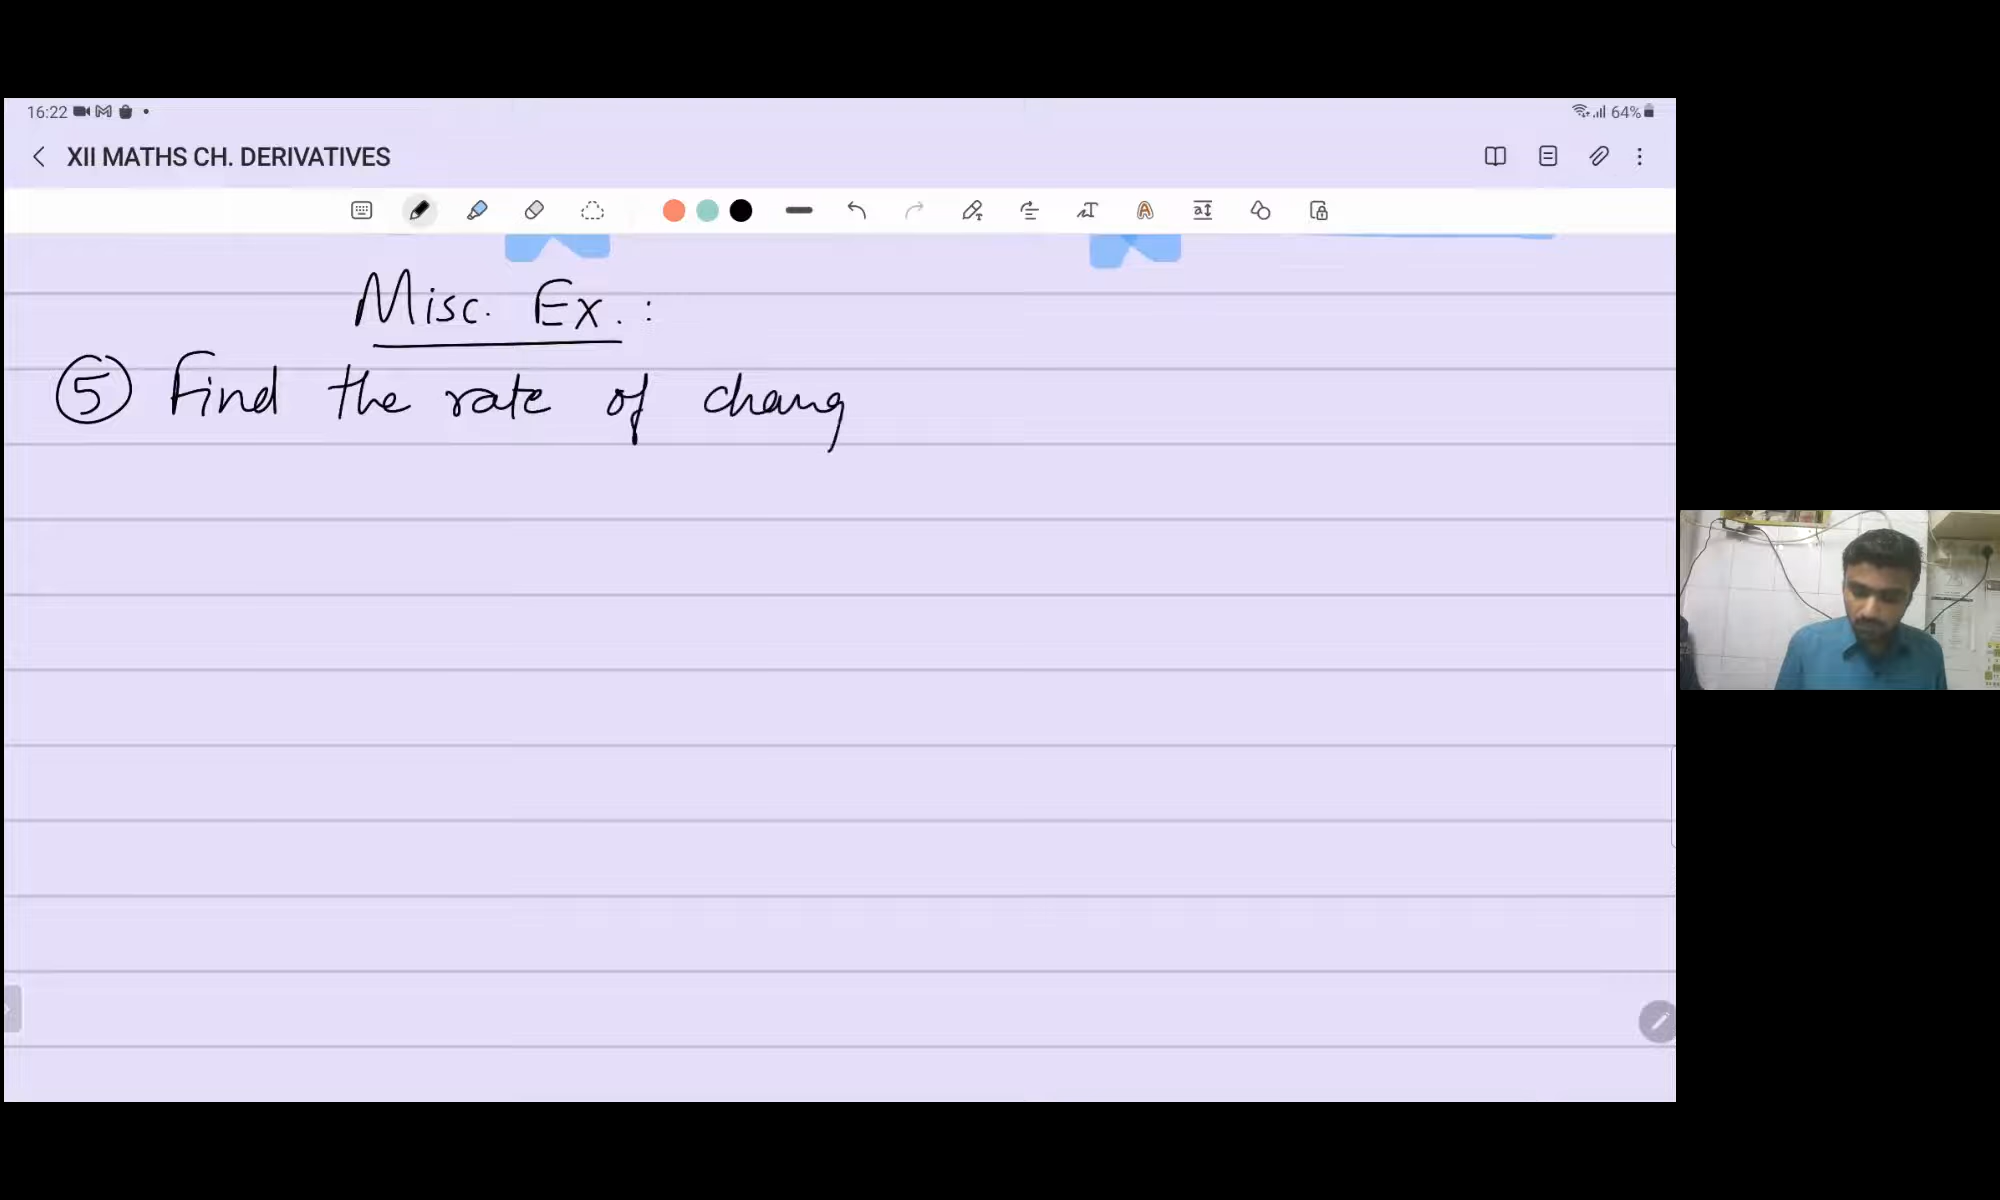 16:22
64%
XII MATHS CH. DERIVATIVES
Misc. Ex. :
5 Find the rate of chang